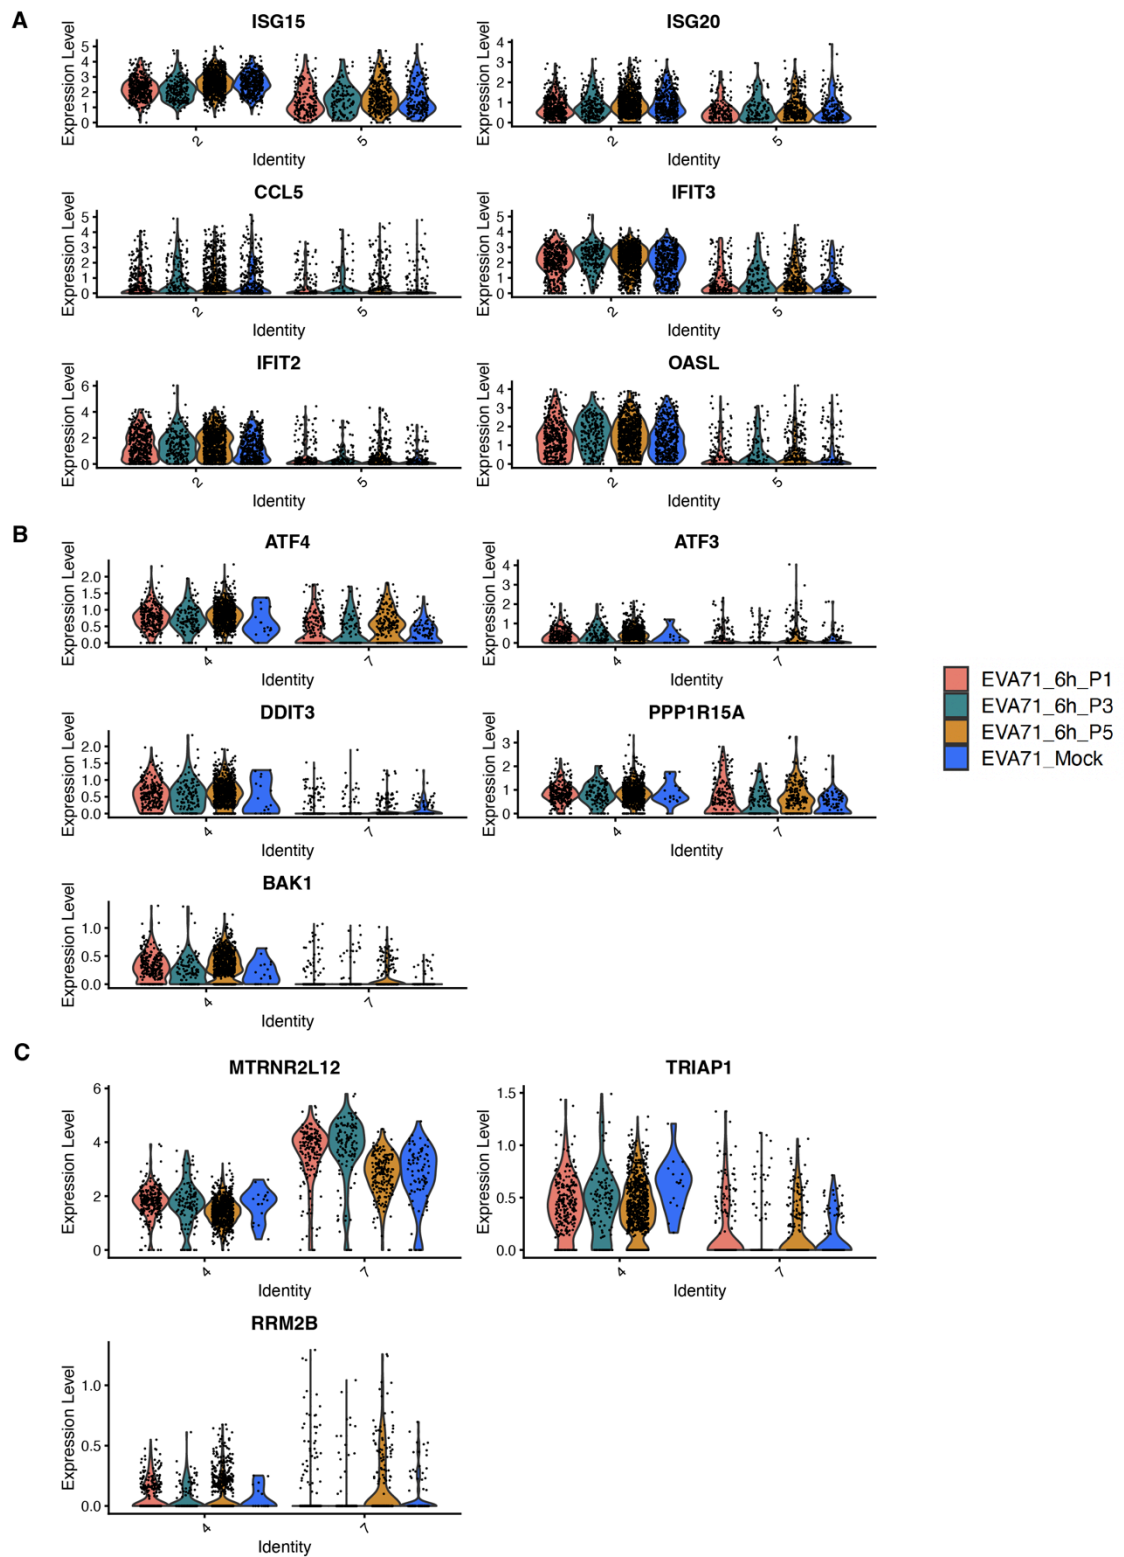 A
ISG15
Expression Level
5
4
3
2
1
0
2
5
Identity
ISG20
Expression Level
4
3
2
1
0
2
5
Identity
CCL5
Expression Level
5
4
3
2
1
0
2
5
Identity
IFIT3
Expression Level
5
4
3
2
1
0
2
5
Identity
IFIT2
Expression Level
6
4
2
0
2
5
Identity
OASL
Expression Level
4
3
2
1
0
2
5
Identity
B
ATF4
Expression Level
2.0
1.5
1.0
0.5
0.0
4
7
Identity
ATF3
Expression Level
4
3
2
1
0
4
7
Identity
DDIT3
Expression Level
2.0
1.5
1.0
0.5
0.0
4
7
Identity
PPP1R15A
Expression Level
3
2
1
0
4
7
Identity
EVA71_6h_P1
EVA71_6h_P3
EVA71_6h_P5
EVA71_Mock
BAK1
Expression Level
1.0
0.5
0.0
4
7
Identity
C
MTRNR2L12
Expression Level
6
4
2
0
4
7
Identity
TRIAP1
Expression Level
1.5
1.0
0.5
0.0
4
7
Identity
RRM2B
Expression Level
1.0
0.5
0.0
4
7
Identity